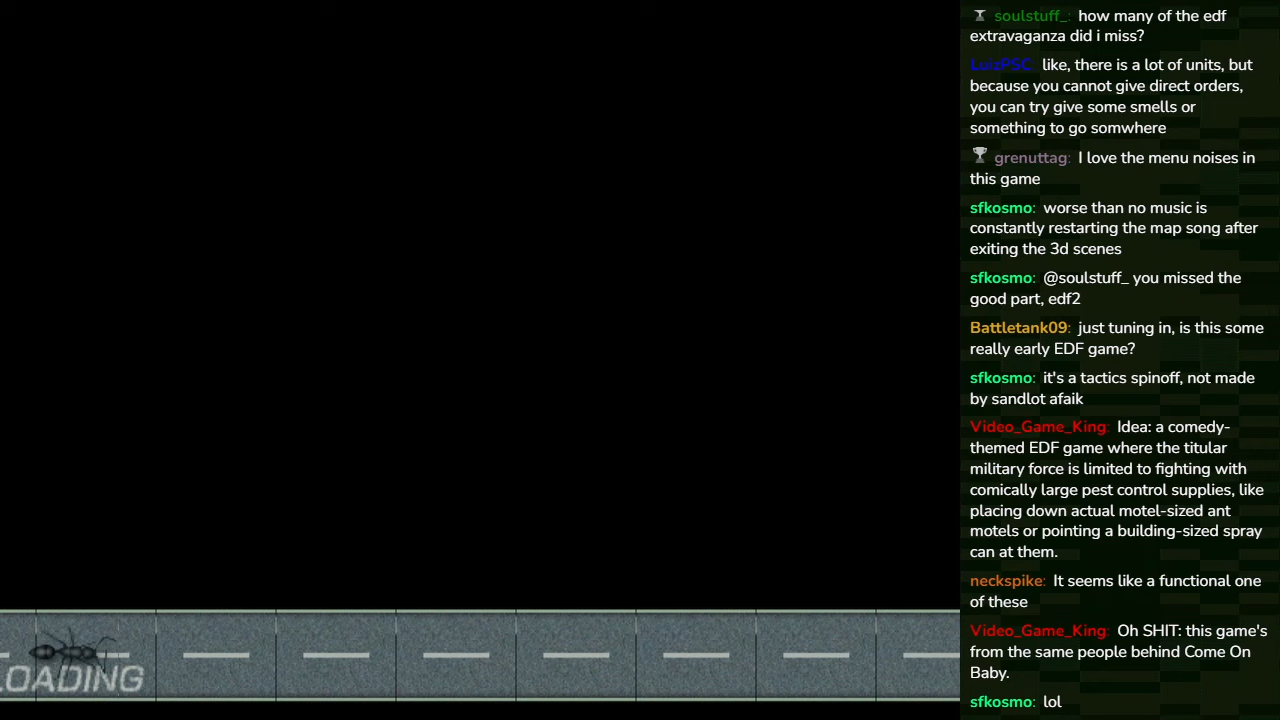 soulstuff_: how many of the edf
extravaganza did i miss?
LuizPSC: like, there is a lot of units, but
because you cannot give direct orders,
you can try give some smells or
something to go somwhere
grenuttag: I love the menu noises in
this game
sfkosmo: worse than no music is
constantly restarting the map song after
exiting the 3d scenes
sfkosmo: @soulstuff_ you missed the
good part, edf2
Battletank09: just tuning in, is this some
really early EDF game?
sfkosmo: it's a tactics spinoff, not made
by sandlot afaik
Video_Game_King: Idea: a comedy-
themed EDF game where the titular
military force is limited to fighting with
comically large pest control supplies, like
placing down actual motel-sized ant
motels or pointing a building-sized spray
can at them.
neckspike: It seems like a functional one
of these
Video_Game_King: Oh SHIT: this game's
from the same people behind Come On
Baby.
sfkosmo: lol
LOADING